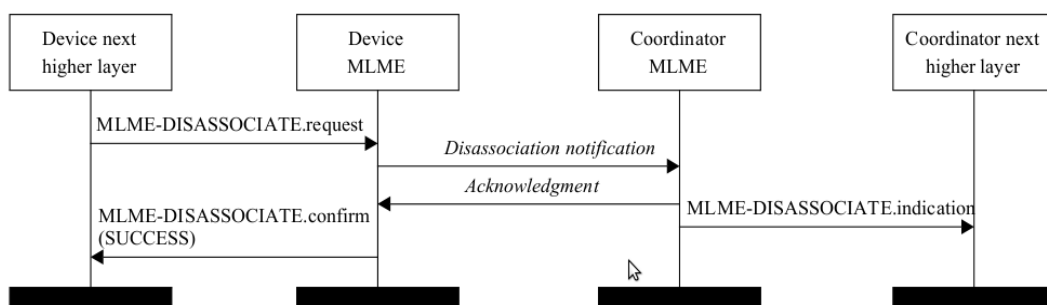 Device next
higher layer
Device
MLME
Coordinator
MLME
Coordinator next
higher layer
MLME-DISASSOCIATE.request
Disassociation notification
Acknowledgment
MLME-DISASSOCIATE.indication
MLME-DISASSOCIATE.confirm
(SUCCESS)